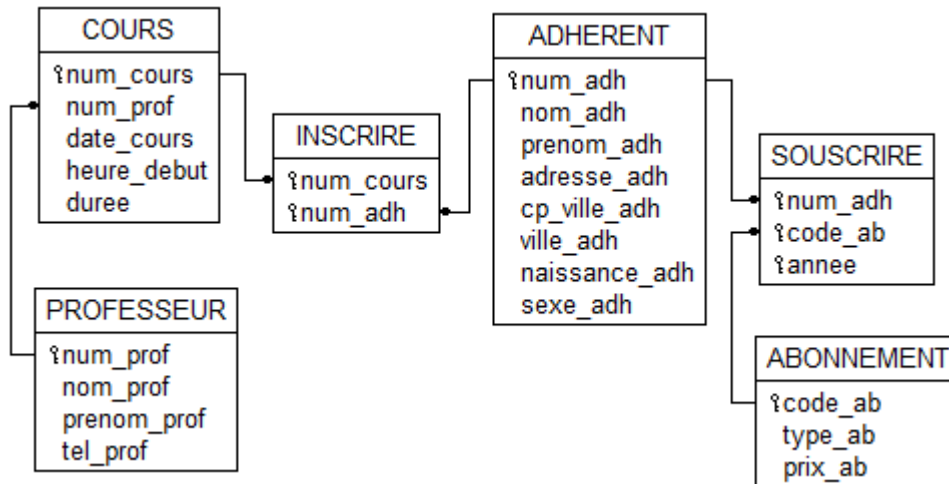 COURS
num_cours
num_prof
date_cours
heure_debut
duree
PROFESSEUR
num_prof
nom_prof
prenom_prof
tel_prof
INSCRIRE
num_cours
num_adh
ADHERENT
num_adh
nom_adh
prenom_adh
adresse_adh
cp_ville_adh
ville_adh
naissance_adh
sexe_adh
SOUSCRIRE
num_adh
code_ab
annee
ABONNEMENT
code_ab
type_ab
prix_ab